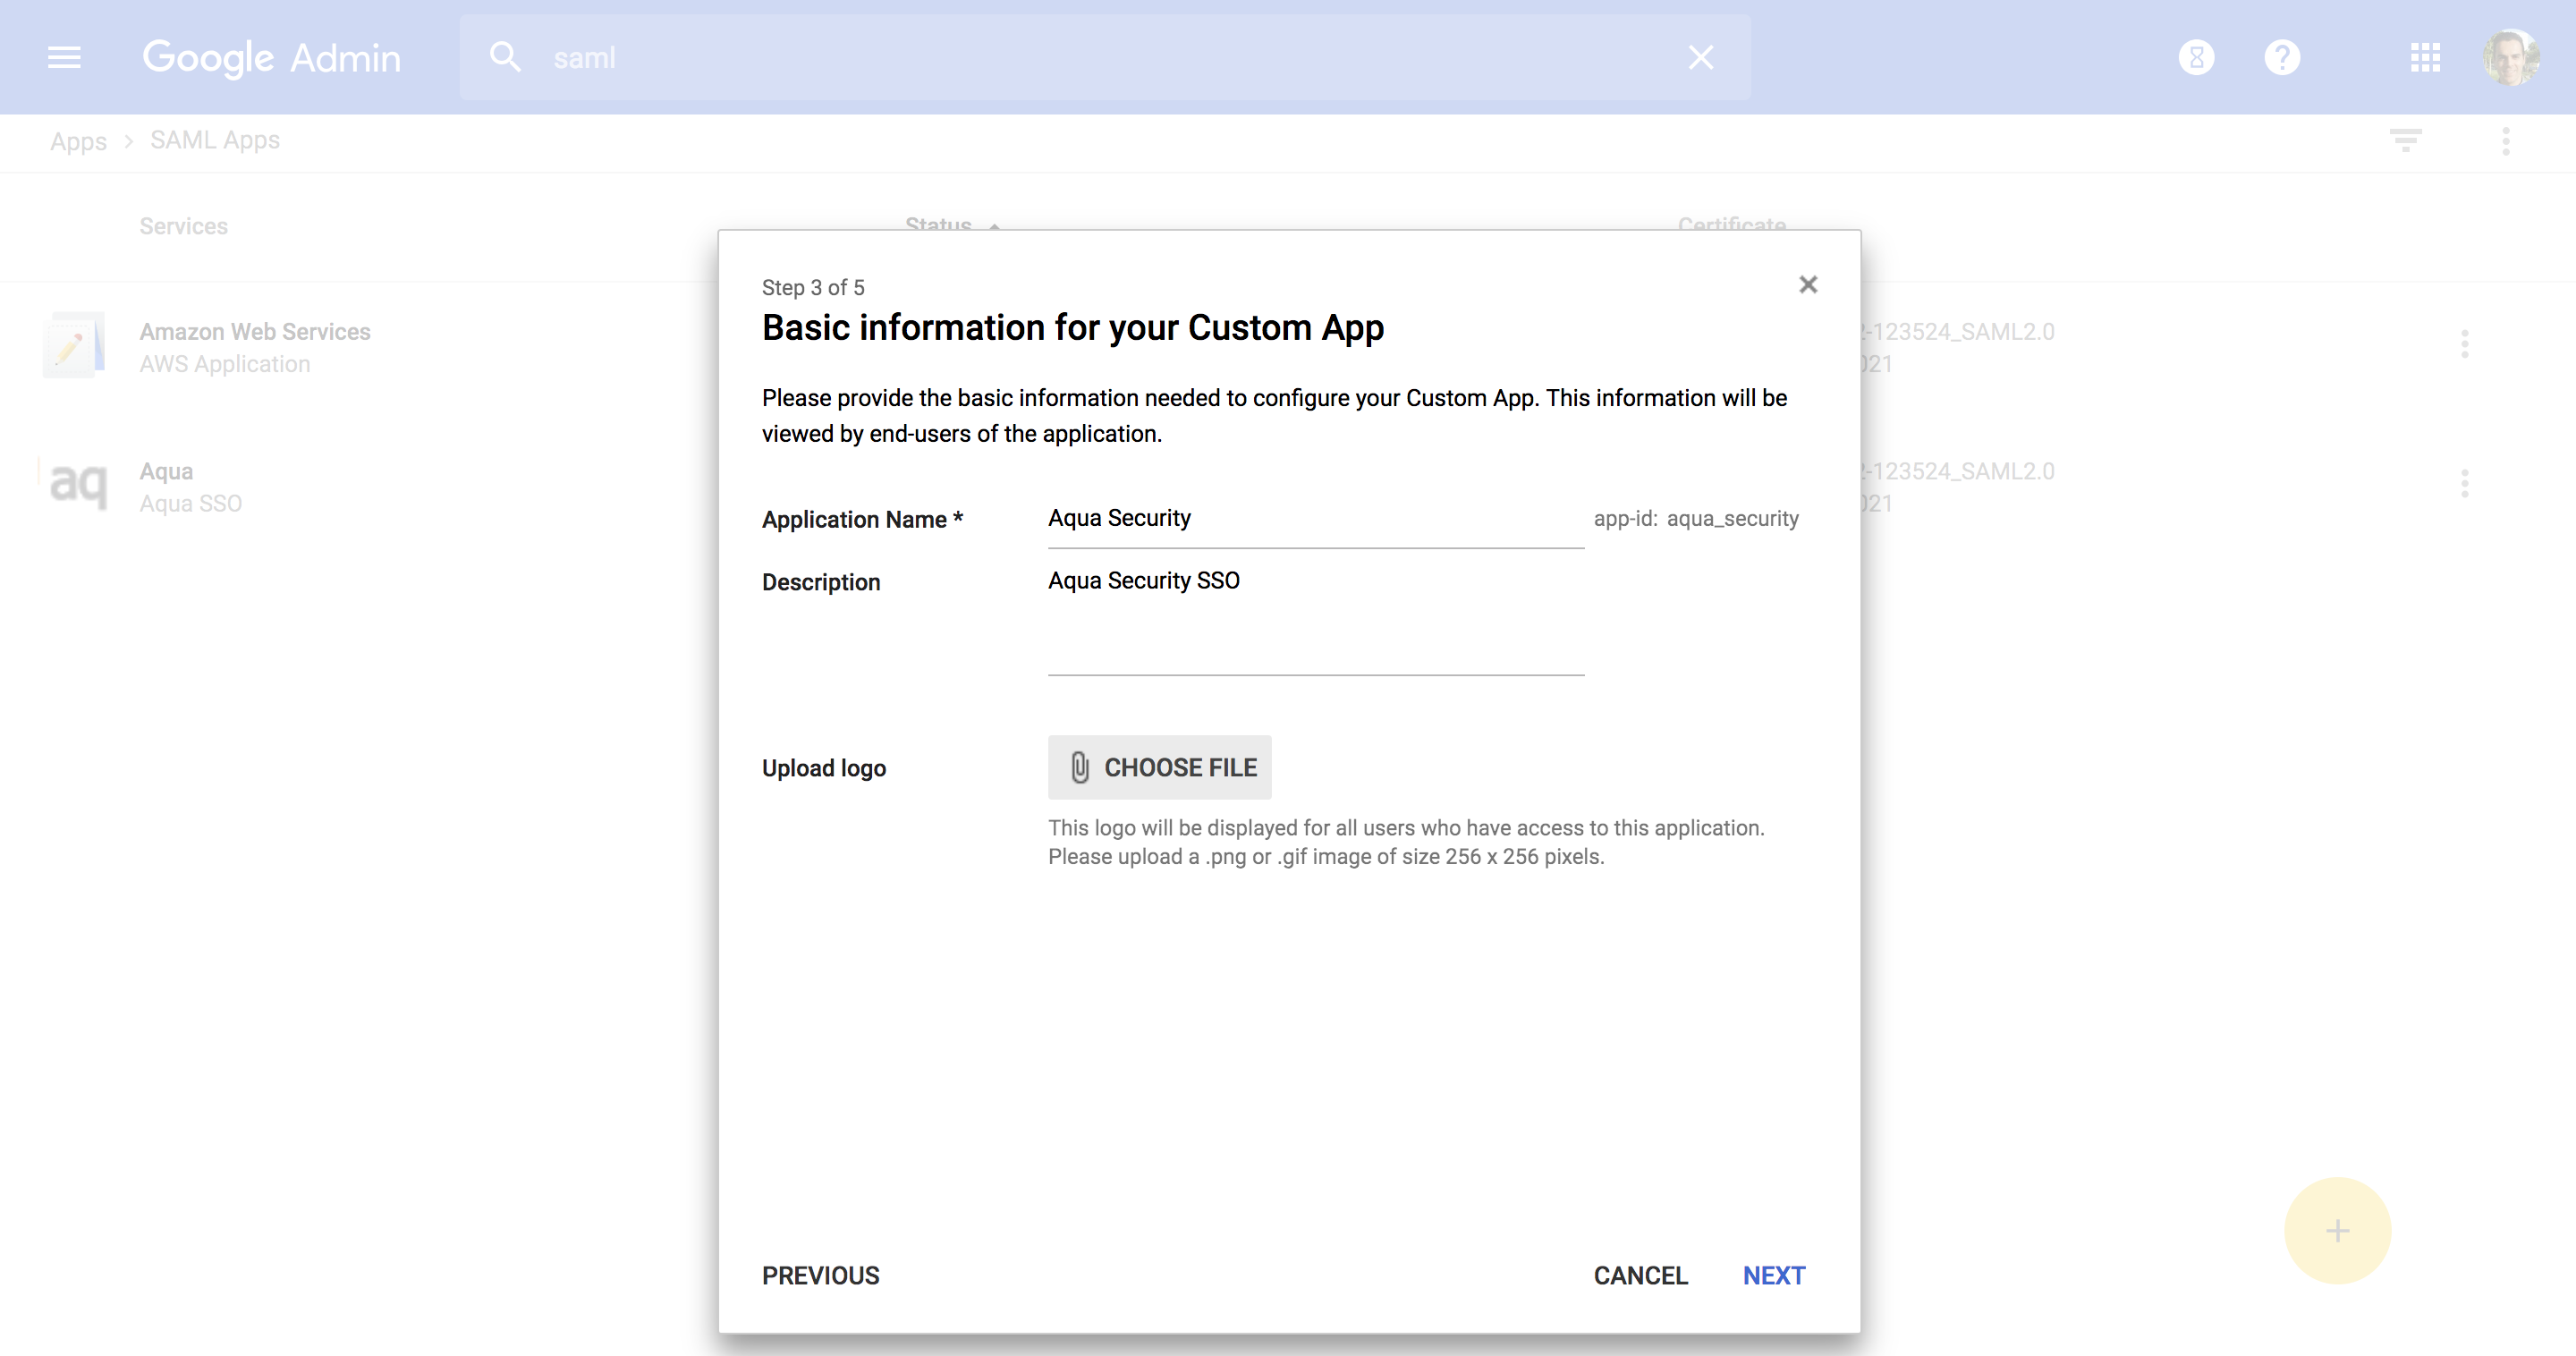 Google Admin
saml
Apps > SAML Apps
Services
Status
Certificate
Amazon Web Services
AWS Application
-123524_SAML2.0
021
aq
Aqua
Aqua SSO
-123524_SAML2.0
021
Step 3 of 5
Basic information for your Custom App
Please provide the basic information needed to configure your Custom App. This information will be
viewed by end-users of the application.
Application Name *
Aqua Security
app-id: aqua_security
Description
Aqua Security SSO
Upload logo
CHOOSE FILE
This logo will be displayed for all users who have access to this application.
Please upload a .png or .gif image of size 256 x 256 pixels.
PREVIOUS
CANCEL
NEXT